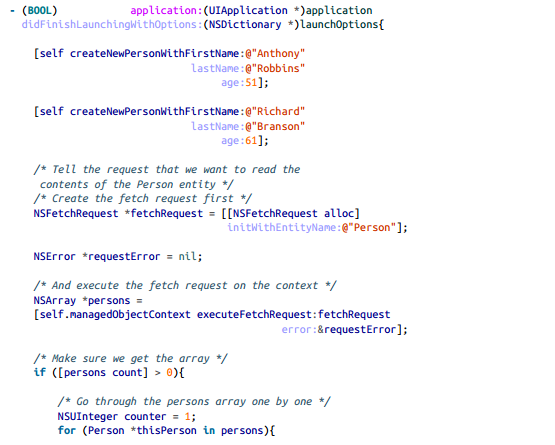 - (BOOL)            application:(UIApplication *)application
  didFinishLaunchingWithOptions:(NSDictionary *)launchOptions{

    [self createNewPersonWithFirstName:@"Anthony"
                              lastName:@"Robbins"
                                   age:51];

    [self createNewPersonWithFirstName:@"Richard"
                              lastName:@"Branson"
                                   age:61];

    /* Tell the request that we want to read the
     contents of the Person entity */
    /* Create the fetch request first */
    NSFetchRequest *fetchRequest = [[NSFetchRequest alloc]
                                    initWithEntityName:@"Person"];

    NSError *requestError = nil;

    /* And execute the fetch request on the context */
    NSArray *persons =
    [self.managedObjectContext executeFetchRequest:fetchRequest
                                             error:&requestError];

    /* Make sure we get the array */
    if ([persons count] > 0){

        /* Go through the persons array one by one */
        NSUInteger counter = 1;
        for (Person *thisPerson in persons){